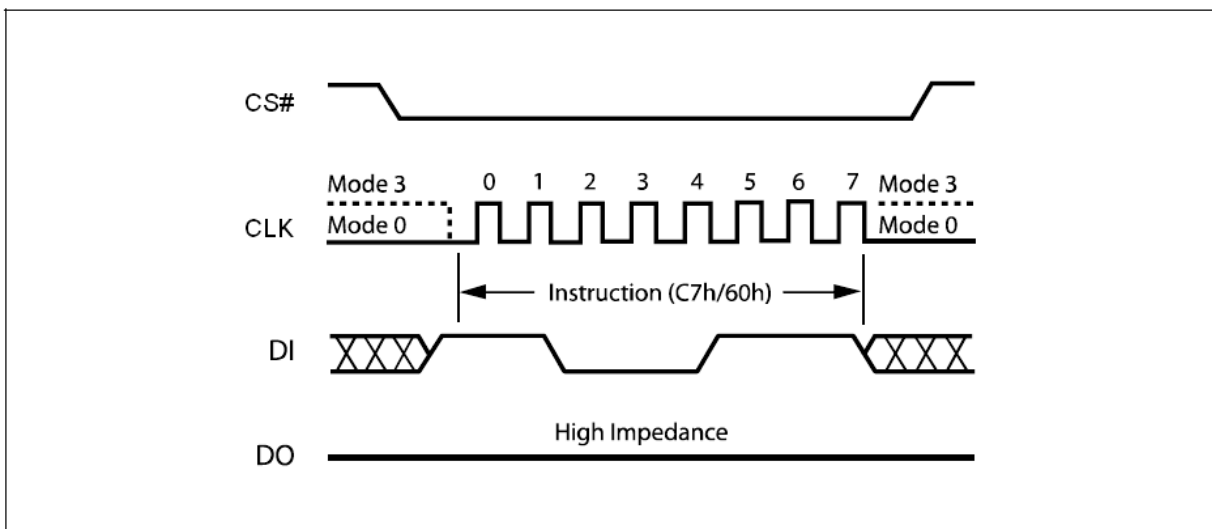 CS#
Mode 3
0 1 2 3 4 5 6 7
Mode 3
CLK
Mode 0
Mode 0
Instruction (C7h/60h)
DI
High Impedance
DO